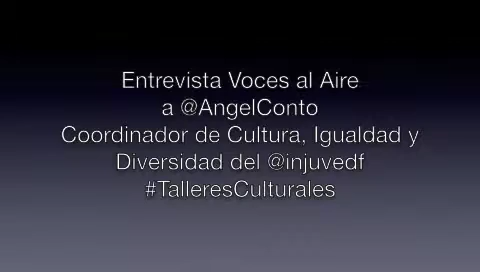 Entrevista Voces al Aire
a @AngelConto
Coordinador de Cultura, Igualdad y
Diversidad del @injuvedf
#TalleresCulturales